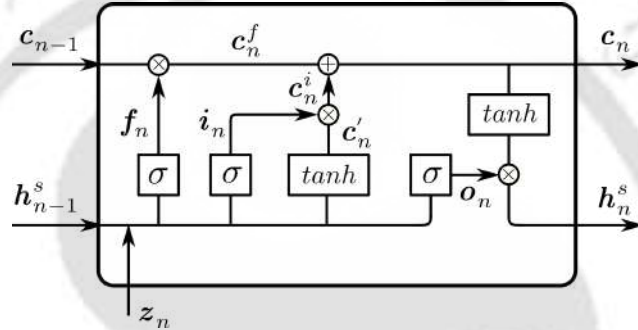 c_{n-1} c_n^f c_n
⊗ ⊕
c_n^i tanh
f_n i_n ⊗ c_n'
σ σ tanh σ ⊗
h_{n-1}^s o_n h_n^s
z_n